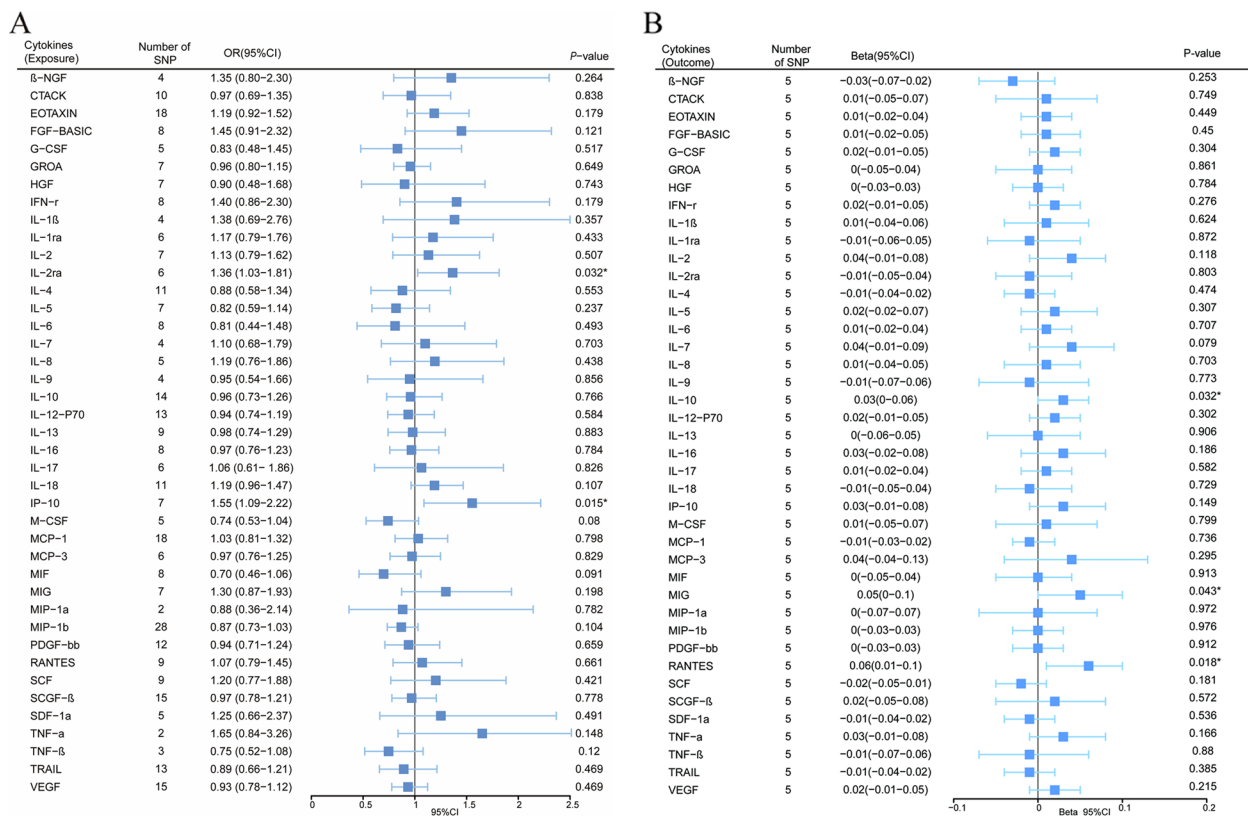 A
Cytokines (Exposure) Number of SNP OR(95%CI) P−value
ß−NGF 4 1.35 (0.80−2.30) 0.264
CTACK 10 0.97 (0.69−1.35) 0.838
EOTAXIN 18 1.19 (0.92−1.52) 0.179
FGF−BASIC 8 1.45 (0.91−2.32) 0.121
G−CSF 5 0.83 (0.48−1.45) 0.517
GROA 7 0.96 (0.80−1.15) 0.649
HGF 7 0.90 (0.48−1.68) 0.743
IFN−r 8 1.40 (0.86−2.30) 0.179
IL−1ß 4 1.38 (0.69−2.76) 0.357
IL−1ra 6 1.17 (0.79−1.76) 0.433
IL−2 7 1.13 (0.79−1.62) 0.507
IL−2ra 6 1.36 (1.03−1.81) 0.032*
IL−4 11 0.88 (0.58−1.34) 0.553
IL−5 7 0.82 (0.59−1.14) 0.237
IL−6 8 0.81 (0.44−1.48) 0.493
IL−7 4 1.10 (0.68−1.79) 0.703
IL−8 5 1.19 (0.76−1.86) 0.438
IL−9 4 0.95 (0.54−1.66) 0.856
IL−10 14 0.96 (0.73−1.26) 0.766
IL−12−P70 13 0.94 (0.74−1.19) 0.584
IL−13 9 0.98 (0.74−1.29) 0.883
IL−16 8 0.97 (0.76−1.23) 0.784
IL−17 6 1.06 (0.61− 1.86) 0.826
IL−18 11 1.19 (0.96−1.47) 0.107
IP−10 7 1.55 (1.09−2.22) 0.015*
M−CSF 5 0.74 (0.53−1.04) 0.08
MCP−1 18 1.03 (0.81−1.32) 0.798
MCP−3 6 0.97 (0.76−1.25) 0.829
MIF 8 0.70 (0.46−1.06) 0.091
MIG 7 1.30 (0.87−1.93) 0.198
MIP−1a 2 0.88 (0.36−2.14) 0.782
MIP−1b 28 0.87 (0.73−1.03) 0.104
PDGF−bb 12 0.94 (0.71−1.24) 0.659
RANTES 9 1.07 (0.79−1.45) 0.661
SCF 9 1.20 (0.77−1.88) 0.421
SCGF−ß 15 0.97 (0.78−1.21) 0.778
SDF−1a 5 1.25 (0.66−2.37) 0.491
TNF−a 2 1.65 (0.84−3.26) 0.148
TNF−ß 3 0.75 (0.52−1.08) 0.12
TRAIL 13 0.89 (0.66−1.21) 0.469
VEGF 15 0.93 (0.78−1.12) 0.469
0 0.5 1 1.5 2 2.5
95%CI
B
Cytokines (Outcome) Number of SNP Beta(95%CI) P-value
ß−NGF 5 −0.03(−0.07−0.02) 0.253
CTACK 5 0.01(−0.05−0.07) 0.749
EOTAXIN 5 0.01(−0.02−0.04) 0.449
FGF−BASIC 5 0.01(−0.02−0.05) 0.45
G−CSF 5 0.02(−0.01−0.05) 0.304
GROA 5 0(−0.05−0.04) 0.861
HGF 5 0(−0.03−0.03) 0.784
IFN−r 5 0.02(−0.01−0.05) 0.276
IL−1ß 5 0.01(−0.04−0.06) 0.624
IL−1ra 5 −0.01(−0.06−0.05) 0.872
IL−2 5 0.04(−0.01−0.08) 0.118
IL−2ra 5 −0.01(−0.05−0.04) 0.803
IL−4 5 −0.01(−0.04−0.02) 0.474
IL−5 5 0.02(−0.02−0.07) 0.307
IL−6 5 0.01(−0.02−0.04) 0.707
IL−7 5 0.04(−0.01−0.09) 0.079
IL−8 5 0.01(−0.04−0.05) 0.703
IL−9 5 −0.01(−0.07−0.06) 0.773
IL−10 5 0.03(0−0.06) 0.032*
IL−12−P70 5 0.02(−0.01−0.05) 0.302
IL−13 5 0(−0.06−0.05) 0.906
IL−16 5 0.03(−0.02−0.08) 0.186
IL−17 5 0.01(−0.02−0.04) 0.582
IL−18 5 −0.01(−0.05−0.04) 0.729
IP−10 5 0.03(−0.01−0.08) 0.149
M−CSF 5 0.01(−0.05−0.07) 0.799
MCP−1 5 −0.01(−0.03−0.02) 0.736
MCP−3 5 0.04(−0.04−0.13) 0.295
MIF 5 0(−0.05−0.04) 0.913
MIG 5 0.05(0−0.1) 0.043*
MIP−1a 5 0(−0.07−0.07) 0.972
MIP−1b 5 0(−0.03−0.03) 0.976
PDGF−bb 5 0(−0.03−0.03) 0.912
RANTES 5 0.06(0.01−0.1) 0.018*
SCF 5 −0.02(−0.05−0.01) 0.181
SCGF−ß 5 0.02(−0.05−0.08) 0.572
SDF−1a 5 −0.01(−0.04−0.02) 0.536
TNF−a 5 0.03(−0.01−0.08) 0.166
TNF−ß 5 −0.01(−0.07−0.06) 0.88
TRAIL 5 −0.01(−0.04−0.02) 0.385
VEGF 5 0.02(−0.01−0.05) 0.215
−0.1 0 0.1 0.2
Beta 95%CI